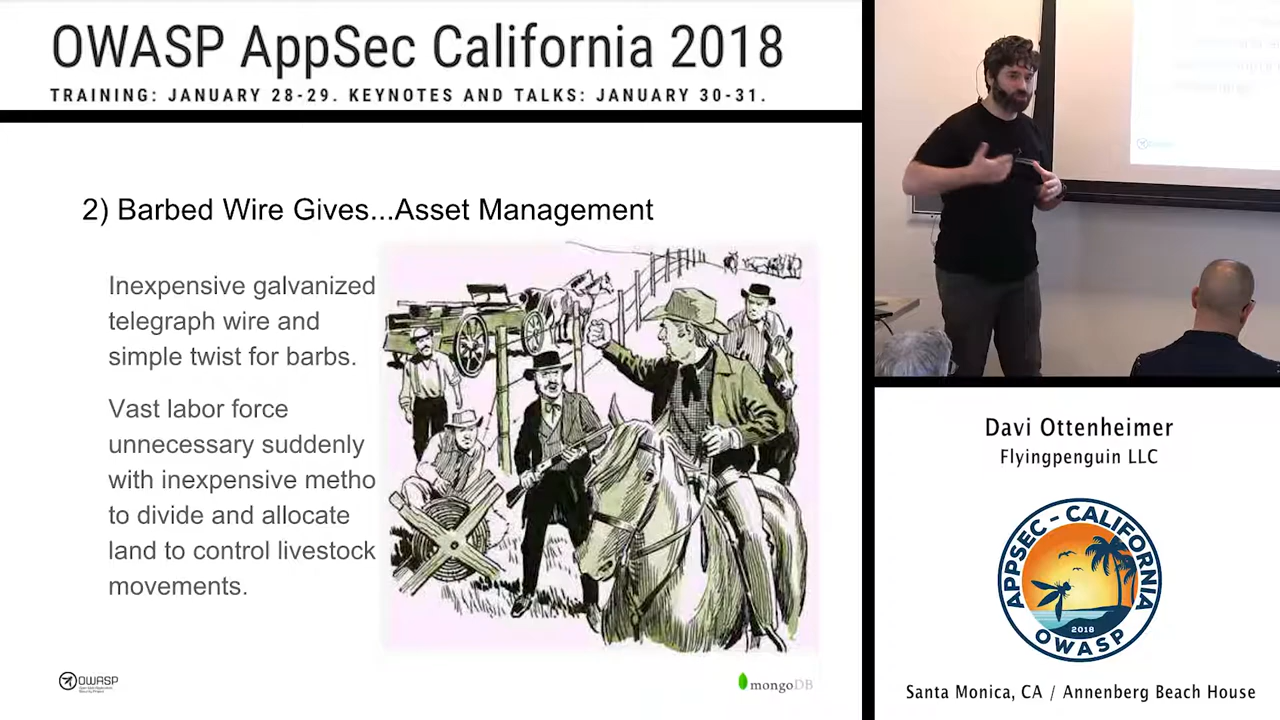 OWASP AppSec California 2018
TRAINING: JANUARY 28-29. KEYNOTES AND TALKS: JANUARY 30-31.
2) Barbed Wire Gives...Asset Management
Inexpensive galvanized
telegraph wire and
simple twist for barbs.
Vast labor force
unnecessary suddenly
with inexpensive metho
to divide and allocate
land to control livestock
movements.
OWASP
mongoDB
Davi Ottenheimer
Flyingpenguin LLC
APPSEC - CALIFORNIA
2018
OWASP
Santa Monica, CA / Annenberg Beach House